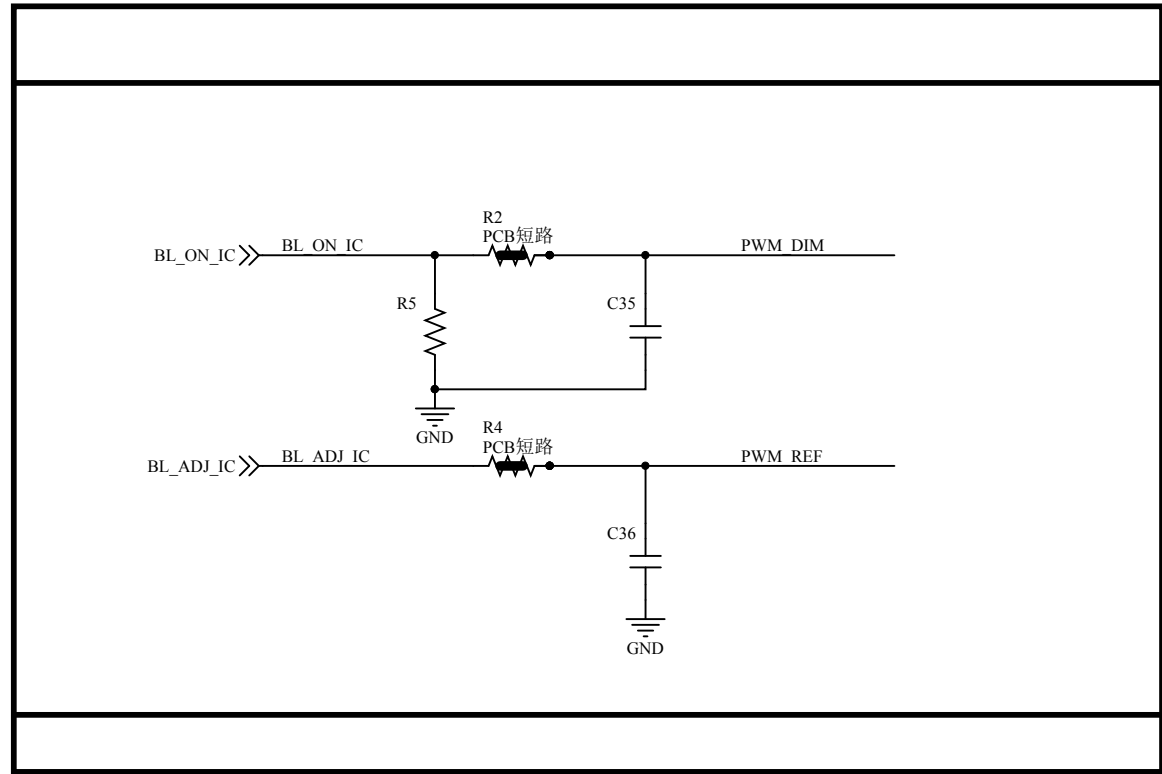 R2
PCB短路
BL_ON_IC
BL_ON_IC
PWM_DIM
R5
C35
GND
R4
PCB短路
BL_ADJ_IC
BL_ADJ_IC
PWM_REF
C36
GND